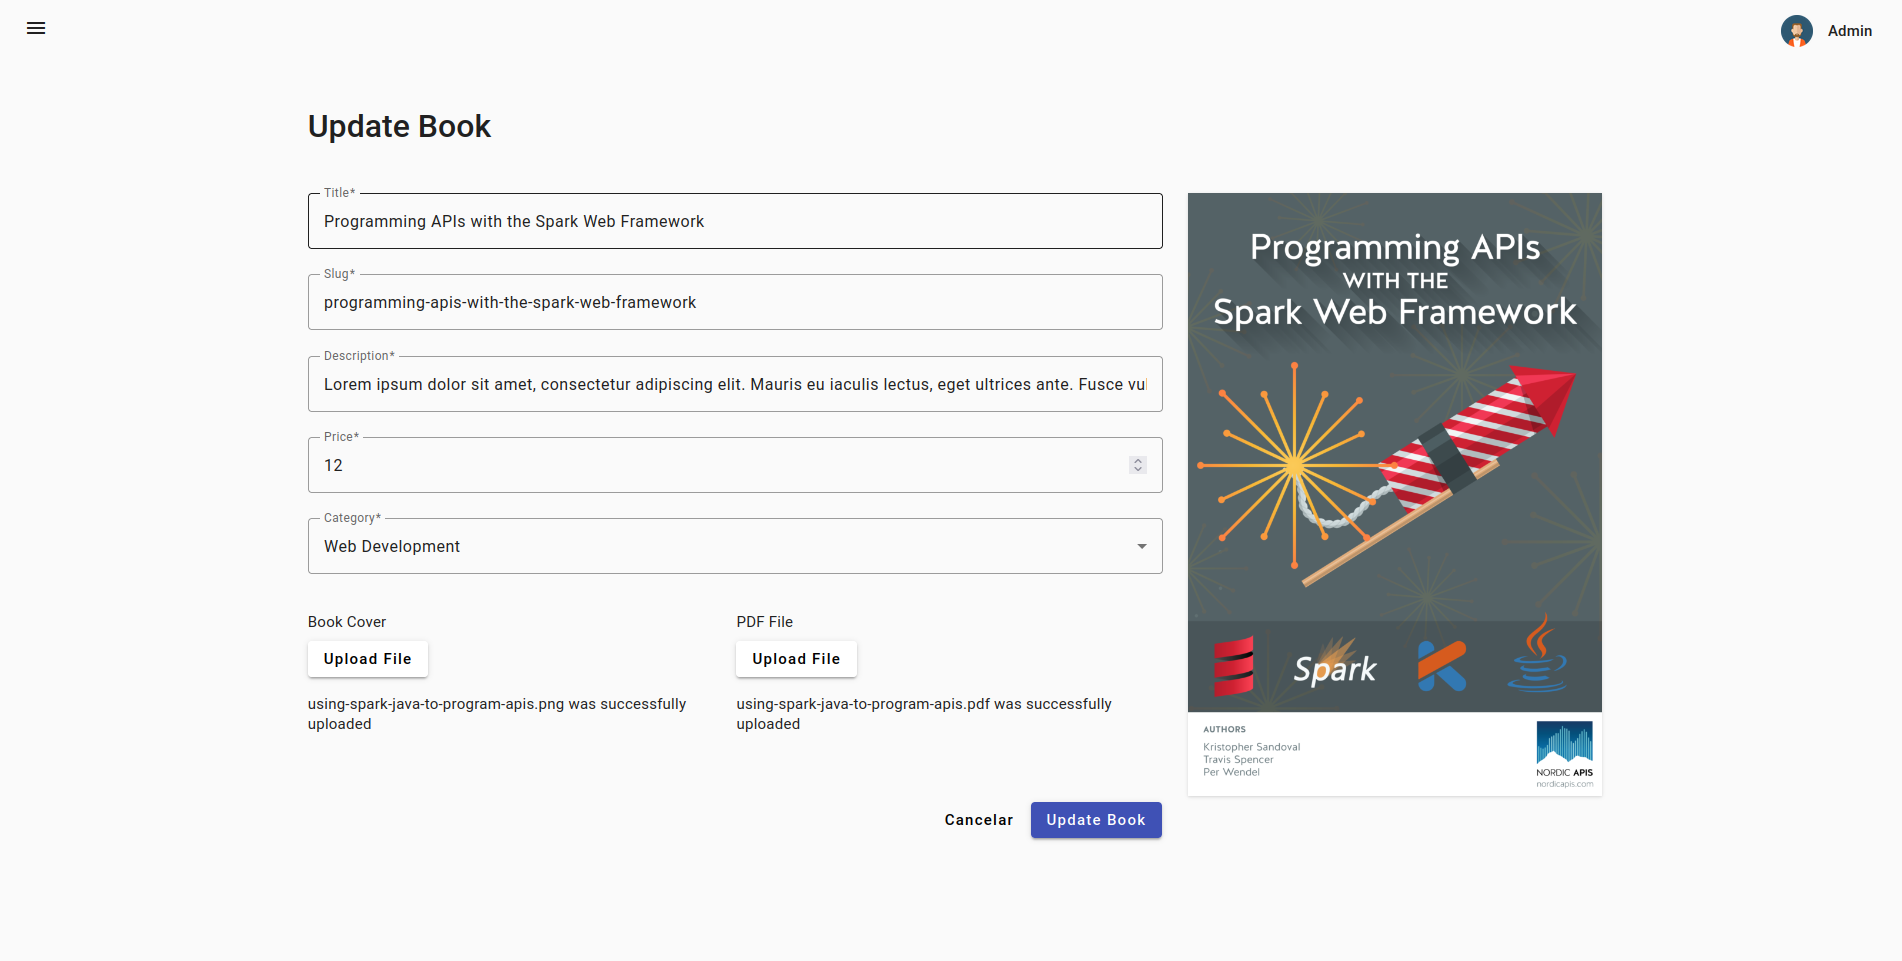 Admin
Update Book
Title*
Programming APIs with the Spark Web Framework
Slug*
programming-apis-with-the-spark-web-framework
Description*
Lorem ipsum dolor sit amet, consectetur adipiscing elit. Mauris eu iaculis lectus, eget ultrices ante. Fusce vul
Price*
12
Category*
Web Development
Book Cover
Upload File
using-spark-java-to-program-apis.png was successfully
uploaded
PDF File
Upload File
using-spark-java-to-program-apis.pdf was successfully
uploaded
Cancelar
Update Book
Programming APIs
WITH THE
Spark Web Framework
Spark
AUTHORS
Kristopher Sandoval
Travis Spencer
Per Wendel
NORDIC APIS
nordicapis.com